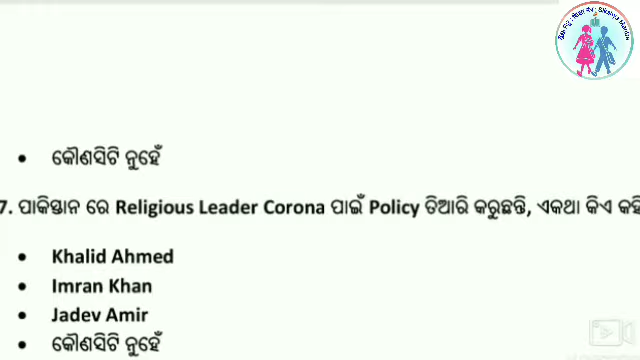 • କୌଣସିଟି ନୁହେଁ
7. ପାକିସ୍ତାନ ରେ Religious Leader Corona ପାଇଁ Policy ତିଆରି କରୁଛନ୍ତି, ଏକଥା କିଏ କହି
• Khalid Ahmed
• Imran Khan
• Jadev Amir
• କୌଣସିଟି ନୁହେଁ